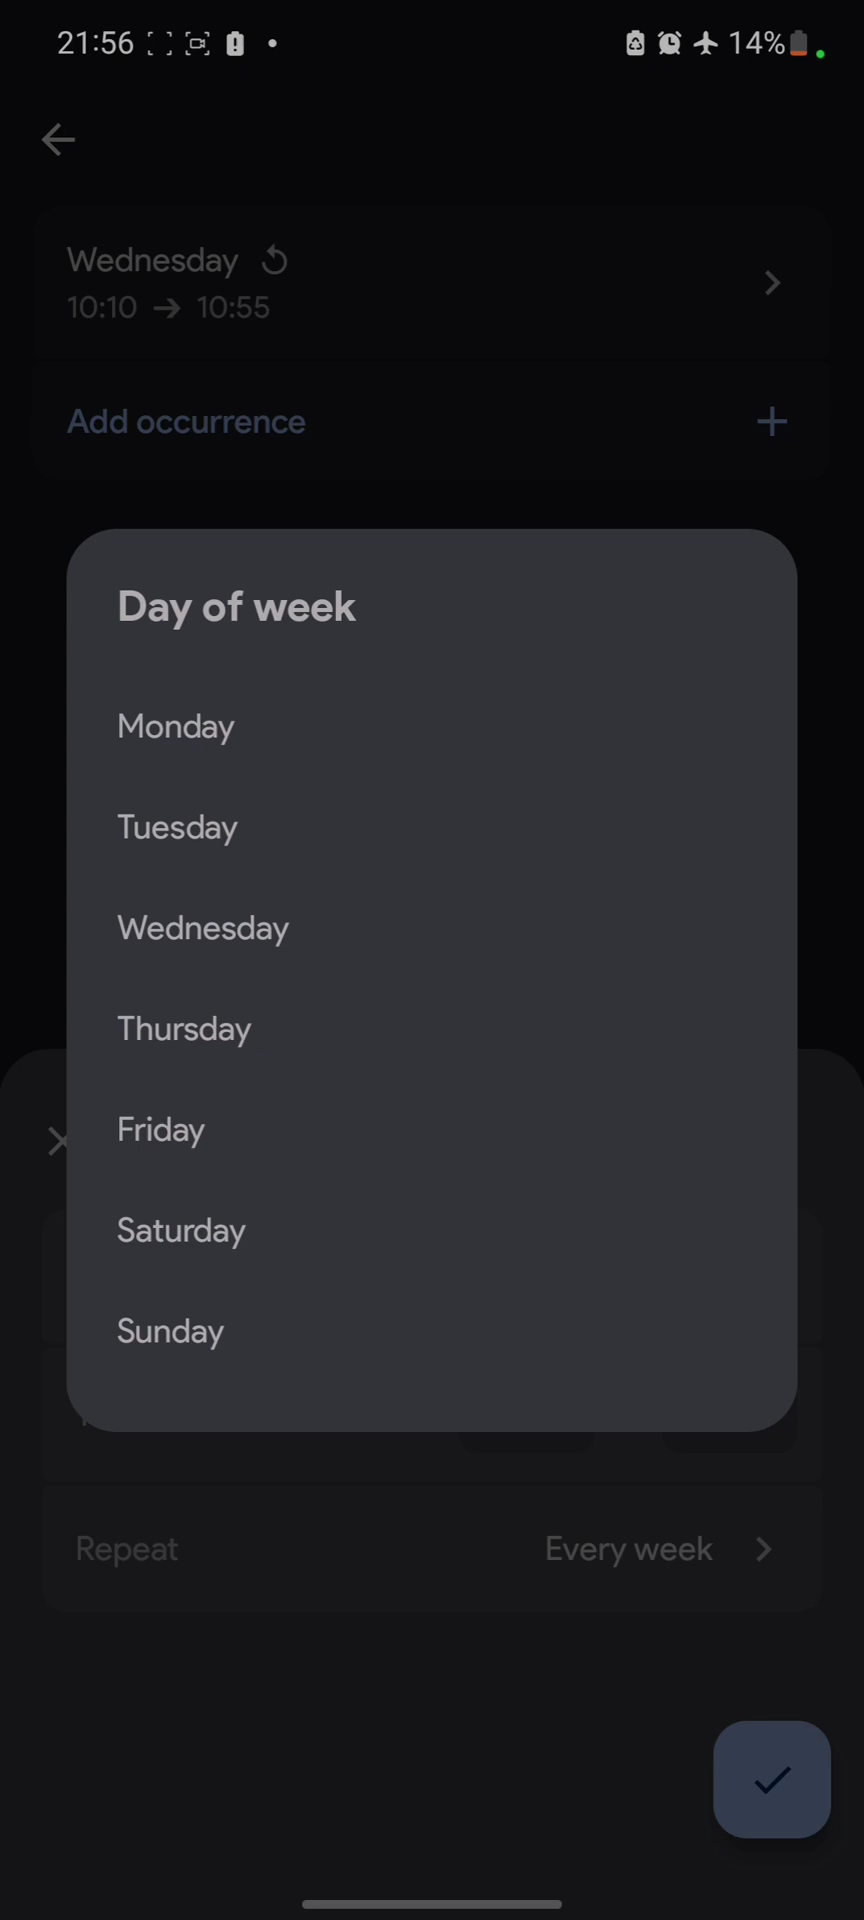 21:56 14%
Wednesday
10:10 → 10:55
Add occurrence
Day of week
Monday
Tuesday
Wednesday
Thursday
Friday
Saturday
Sunday
Repeat Every week